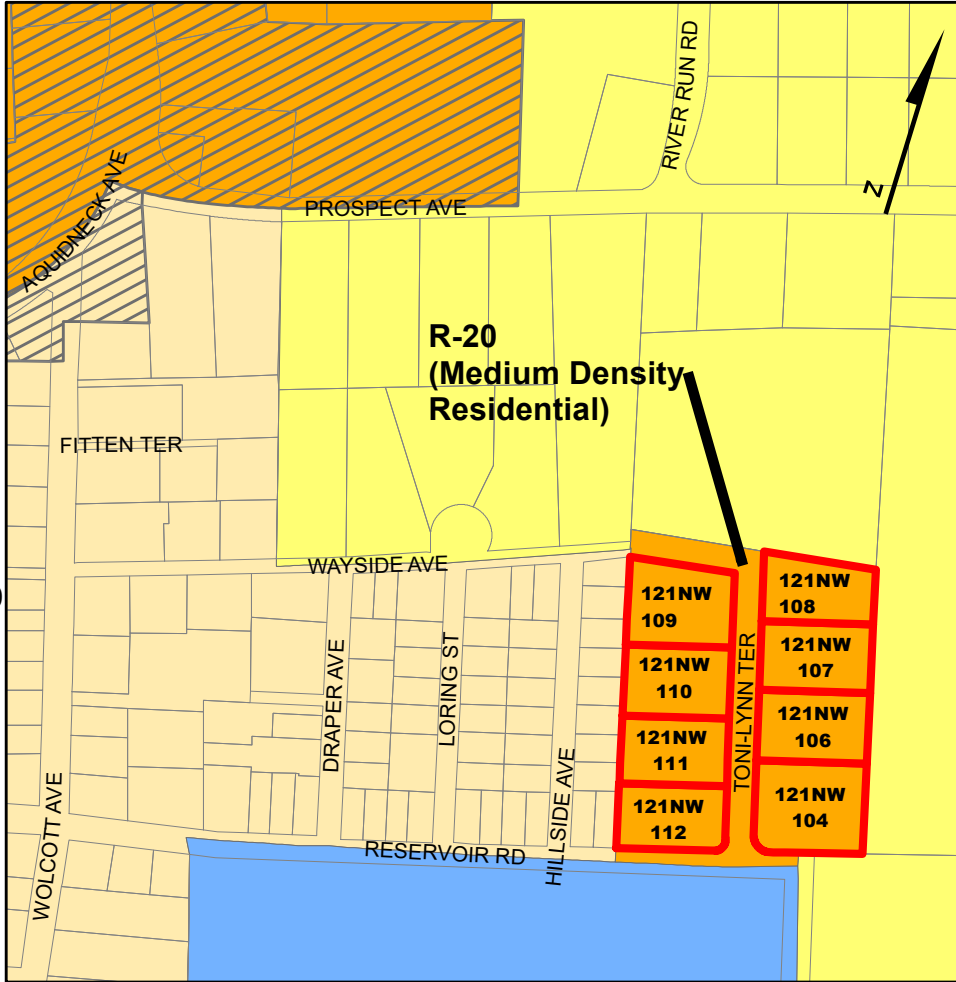 RIVER RUN RD
AQUIDNECK AVE
PROSPECT AVE
Z
R-20
(Medium Density
Residential)
FITTEN TER
WAYSIDE AVE
121NW
109
121NW
108
121NW
110
121NW
107
121NW
111
121NW
106
121NW
112
121NW
104
TONI-LYNN TER
DRAPER AVE
LORING ST
HILLSIDE AVE
WOLCOTT AVE
RESERVOIR RD
)